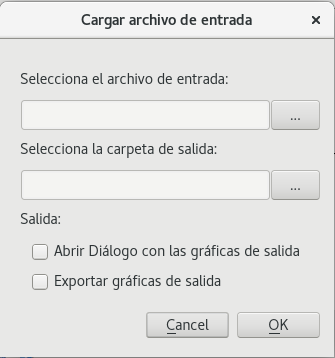 Cargar archivo de entrada
Selecciona el archivo de entrada:
...
Selecciona la carpeta de salida:
...
Salida:
Abrir Diálogo con las gráficas de salida
Exportar gráficas de salida
Cancel OK